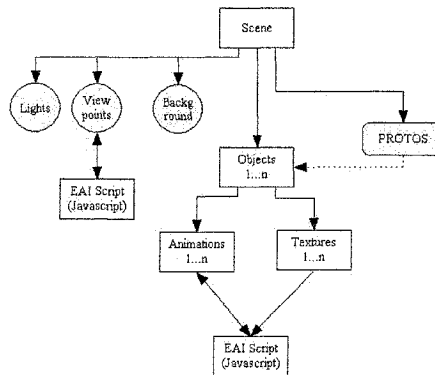 Scene
Lights
View
points
Backg
round
PROTOS
Objects
1...n
EAI Script
(Javascript)
Animations
1...n
Textures
1...n
EAI Script
(Javascript)